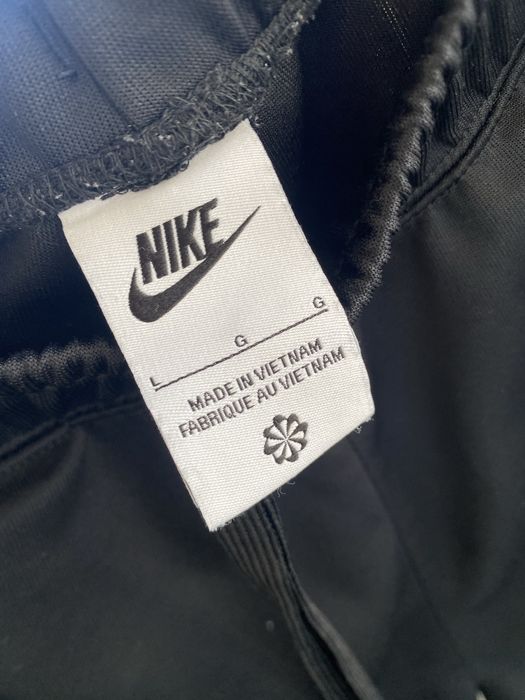 NIKE
L G G
MADE IN VIETNAM
FABRIQUE AU VIETNAM